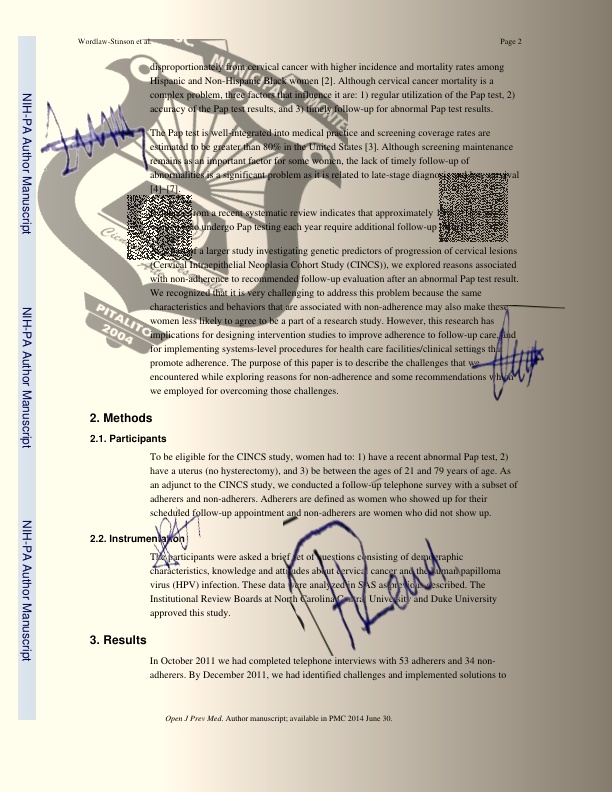 Wordlaw-Stinson et al. Page 2
disproportionately from cervical cancer with higher incidence and mortality rates among
Hispanic and Non-Hispanic Black women [2]. Although cervical cancer mortality is a
complex problem, three factors that influence it are: 1) regular utilization of the Pap test, 2)
accuracy of the Pap test results, and 3) timely follow-up for abnormal Pap test results.
The Pap test is well-integrated into medical practice and screening coverage rates are
estimated to be greater than 80% in the United States [3]. Although screening maintenance
remains as an important factor for some women, the lack of timely follow-up of
abnormalities is a significant problem as it is related to late-stage diagnosis and low survival
[4]–[7].
from a recent systematic review indicates that approximately
to undergo Pap testing each year require additional follow-up
of a larger study investigating genetic predictors of progression of cervical lesions
(Cervical Intraepithelial Neoplasia Cohort Study (CINCS)), we explored reasons associated
with non-adherence to recommended follow-up evaluation after an abnormal Pap test result.
We recognized that it is very challenging to address this problem because the same
characteristics and behaviors that are associated with non-adherence may also make these
women less likely to agree to be a part of a research study. However, this research has
implications for designing intervention studies to improve adherence to follow-up care, and
for implementing systems-level procedures for health care facilities/clinical settings that
promote adherence. The purpose of this paper is to describe the challenges that we
encountered while exploring reasons for non-adherence and some recommendations which
we employed for overcoming those challenges.
2. Methods
2.1. Participants
To be eligible for the CINCS study, women had to: 1) have a recent abnormal Pap test, 2)
have a uterus (no hysterectomy), and 3) be between the ages of 21 and 79 years of age. As
an adjunct to the CINCS study, we conducted a follow-up telephone survey with a subset of
adherers and non-adherers. Adherers are defined as women who showed up for their
scheduled follow-up appointment and non-adherers are women who did not show up.
2.2. Instrumentation
The participants were asked a brief set of questions consisting of demographic
characteristics, knowledge and attitudes about cervical cancer and the human papilloma
virus (HPV) infection. These data were analyzed in SAS as previously described. The
Institutional Review Boards at North Carolina Central University and Duke University
approved this study.
3. Results
In October 2011 we had completed telephone interviews with 53 adherers and 34 non-
adherers. By December 2011, we had identified challenges and implemented solutions to
Open J Prev Med. Author manuscript; available in PMC 2014 June 30.
NIH-PA Author Manuscript
NIH-PA Author Manuscript
NIH-PA Author Manuscript
PITALITO
2004